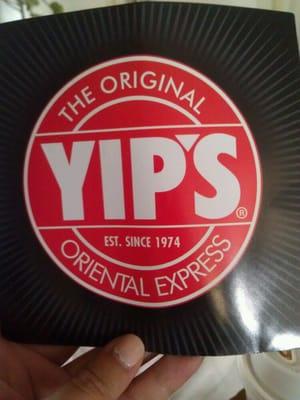 THE ORIGINAL
YIP'S®
EST. SINCE 1974
ORIENTAL EXPRESS